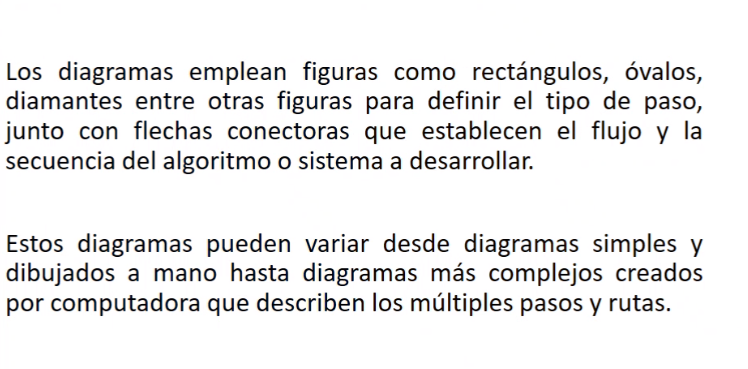 Los diagramas emplean figuras como rectángulos, óvalos,
diamantes entre otras figuras para definir el tipo de paso,
junto con flechas conectoras que establecen el flujo y la
secuencia del algoritmo o sistema a desarrollar.
Estos diagramas pueden variar desde diagramas simples y
dibujados a mano hasta diagramas más complejos creados
por computadora que describen los múltiples pasos y rutas.